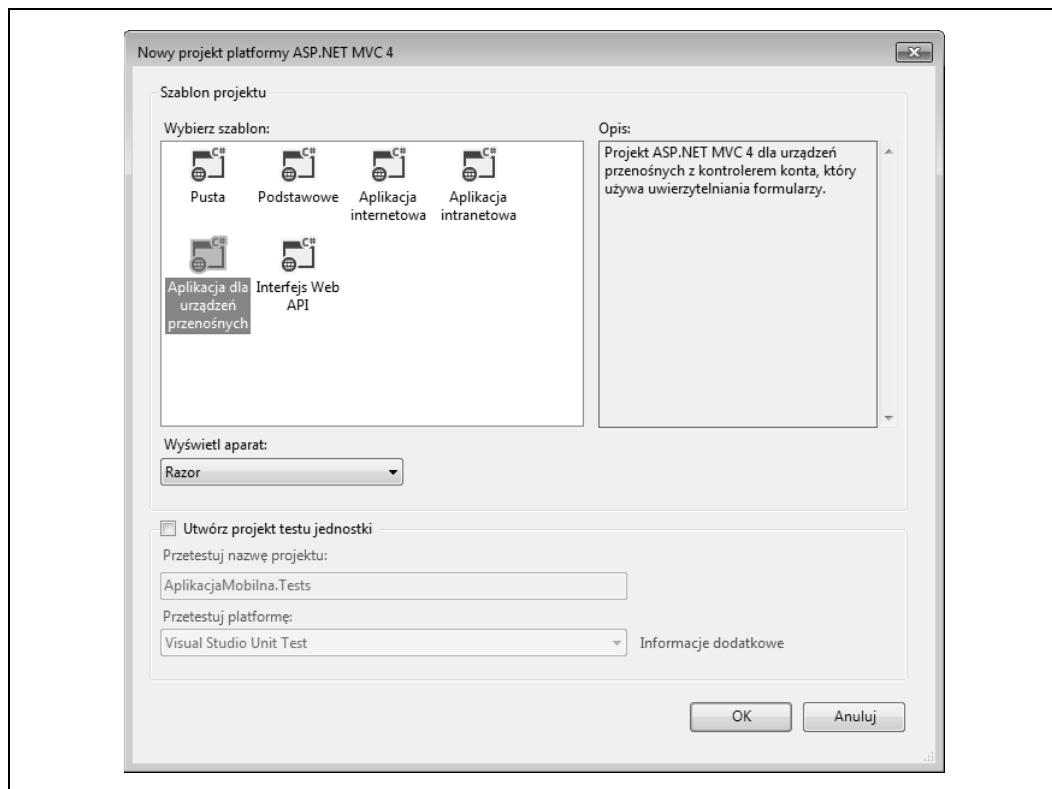 Nowy projekt platformy ASP.NET MVC 4
Szablon projektu
Wybierz szablon:
C# C# C# C#
Pusta Podstawowe Aplikacja internetowa Aplikacja intranetowa
C# C#
Aplikacja dla urządzeń przenośnych Interfejs Web API
Opis:
Projekt ASP.NET MVC 4 dla urządzeń
przenośnych z kontrolerem konta, który
używa uwierzytelniania formularzy.
Wyświetl aparat:
Razor
Utwórz projekt testu jednostki
Przetestuj nazwę projektu:
AplikacjaMobilna.Tests
Przetestuj platformę:
Visual Studio Unit Test Informacje dodatkowe
OK Anuluj